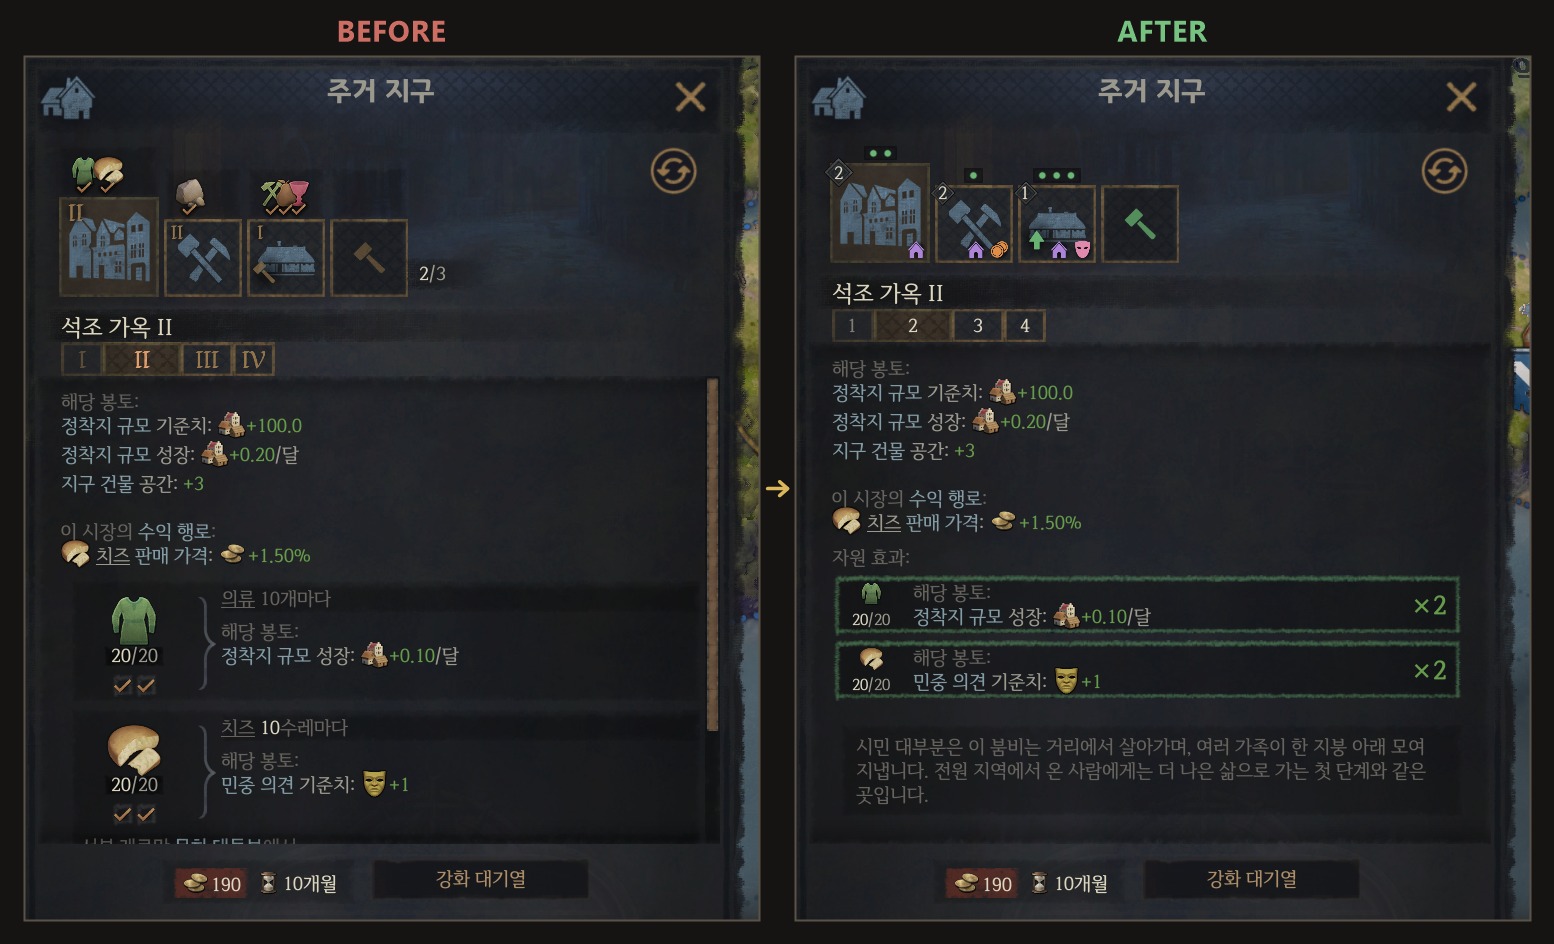 BEFORE
주거 지구
II
II
I
2/3
석조 가옥 II
I II III IV
해당 봉토:
정착지 규모 기준치: +100.0
정착지 규모 성장: +0.20/달
지구 건물 공간: +3
이 시장의 수익 행로:
치즈 판매 가격: +1.50%
의류 10개마다
해당 봉토:
정착지 규모 성장: +0.10/달
20/20
치즈 10수레마다
해당 봉토:
민중 의견 기준치: +1
20/20
190 10개월 강화 대기열
AFTER
주거 지구
2
2
1
석조 가옥 II
1 2 3 4
해당 봉토:
정착지 규모 기준치: +100.0
정착지 규모 성장: +0.20/달
지구 건물 공간: +3
이 시장의 수익 행로:
치즈 판매 가격: +1.50%
자원 효과:
해당 봉토:
20/20 정착지 규모 성장: +0.10/달 ×2
해당 봉토:
20/20 민중 의견 기준치: +1 ×2
시민 대부분은 이 붐비는 거리에서 살아가며, 여러 가족이 한 지붕 아래 모여
지냅니다. 전원 지역에서 온 사람에게는 더 나은 삶으로 가는 첫 단계와 같은
곳입니다.
190 10개월 강화 대기열